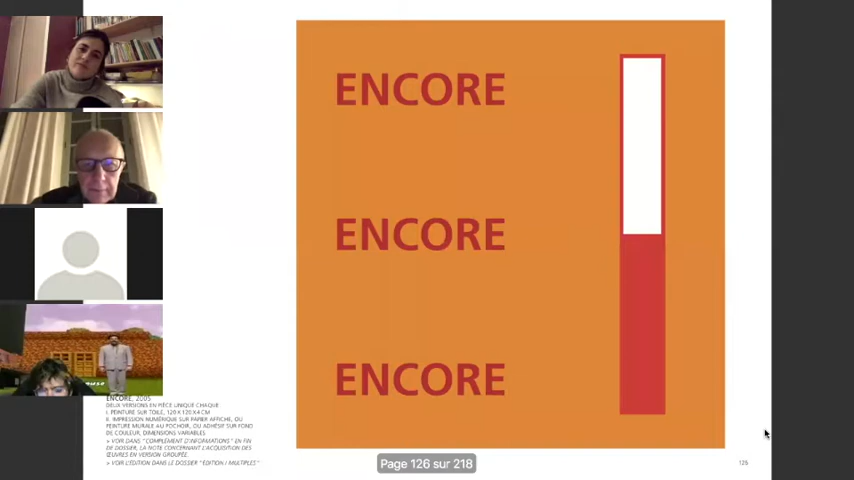 ENCORE
ENCORE
ENCORE
ENCORE, 2005
DEUX VERSIONS EN PIÈCE UNIQUE CHAQUE
I. PEINTURE SUR TOILE, 120 X 120 X 4 CM
II. IMPRESSION NUMÉRIQUE SUR PAPIER AFFICHE, OU
PEINTURE MURALE AU POCHOIR, OU ADHÉSIF SUR FOND
DE COULEUR, DIMENSIONS VARIABLES
> VOIR DANS "COMPLÉMENT D'INFORMATIONS" EN FIN
DE DOSSIER, LA NOTE CONCERNANT L'ACQUISITION DES
ŒUVRES EN VERSION GROUPÉE.
> VOIR L'ÉDITION DANS LE DOSSIER "ÉDITION / MULTIPLES"
Page 126 sur 218
125